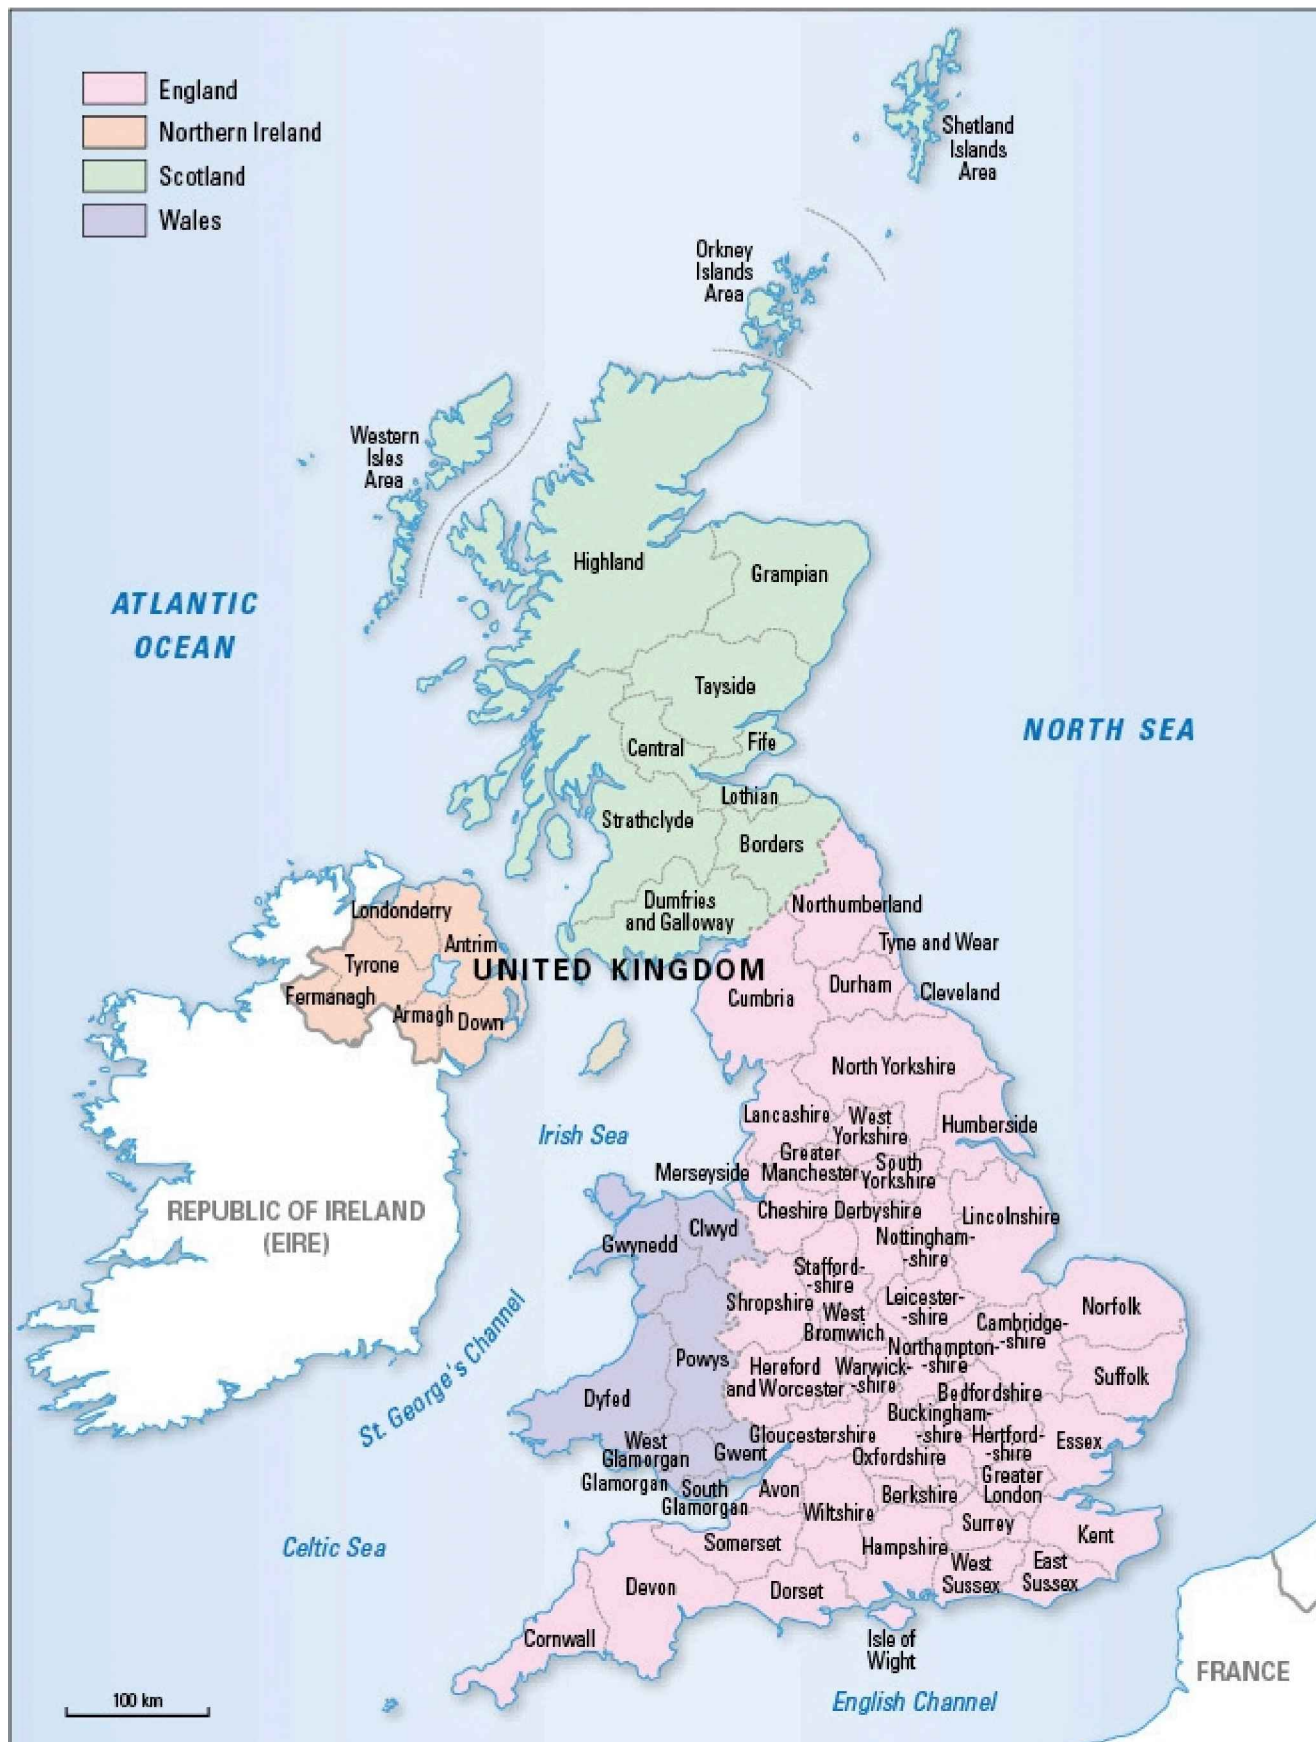 England
Northern Ireland
Scotland
Wales
Shetland
Islands
Area
Orkney
Islands
Area
Western
Isles
Area
Highland
Grampian
ATLANTIC
OCEAN
Tayside
NORTH SEA
Central
Fife
Lothian
Strathclyde
Borders
Dumfries
and Galloway
Northumberland
Londonderry
Antrim
Tyne and Wear
Tyrone
UNITED KINGDOM
Fermanagh
Cumbria
Durham
Cleveland
Armagh
Down
North Yorkshire
Lancashire
West
Yorkshire
Humberside
Irish Sea
Greater
Manchester
Merseyside
South
Yorkshire
REPUBLIC OF IRELAND
(EIRE)
Cheshire
Derbyshire
Lincolnshire
Clwyd
Gwynedd
Nottingham-
-shire
Stafford-
-shire
Shropshire
West
Bromwich
Leicester-
-shire
Cambridge-
-shire
Norfolk
St. George's Channel
Northampton-
-shire
Powys
Hereford
and Worcester
Warwick-
-shire
Suffolk
Bedfordshire
Dyfed
Buckingham-
-shire
Hertford-
-shire
Essex
Gloucestershire
West
Glamorgan
Gwent
Oxfordshire
Glamorgan
South
Glamorgan
Avon
Berkshire
Greater
London
Wiltshire
Surrey
Kent
Celtic Sea
Somerset
Hampshire
West
Sussex
East
Sussex
Devon
Dorset
Cornwall
Isle of
Wight
FRANCE
100 km
English Channel